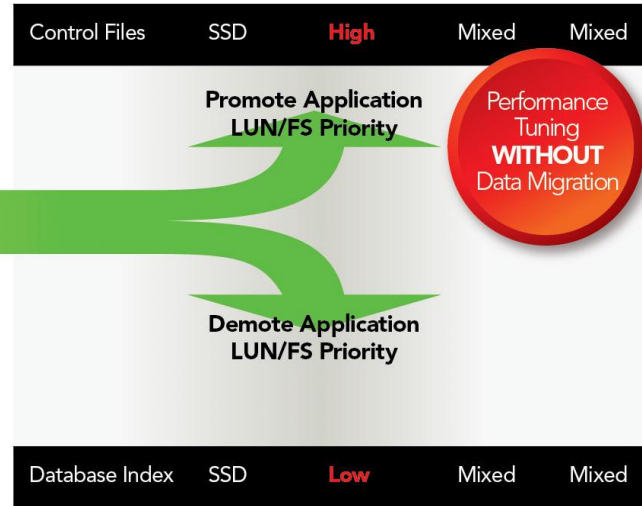 Control Files SSD High Mixed Mixed
Promote Application
LUN/FS Priority
Performance
Tuning
WITHOUT
Data Migration
Demote Application
LUN/FS Priority
Database Index SSD Low Mixed Mixed